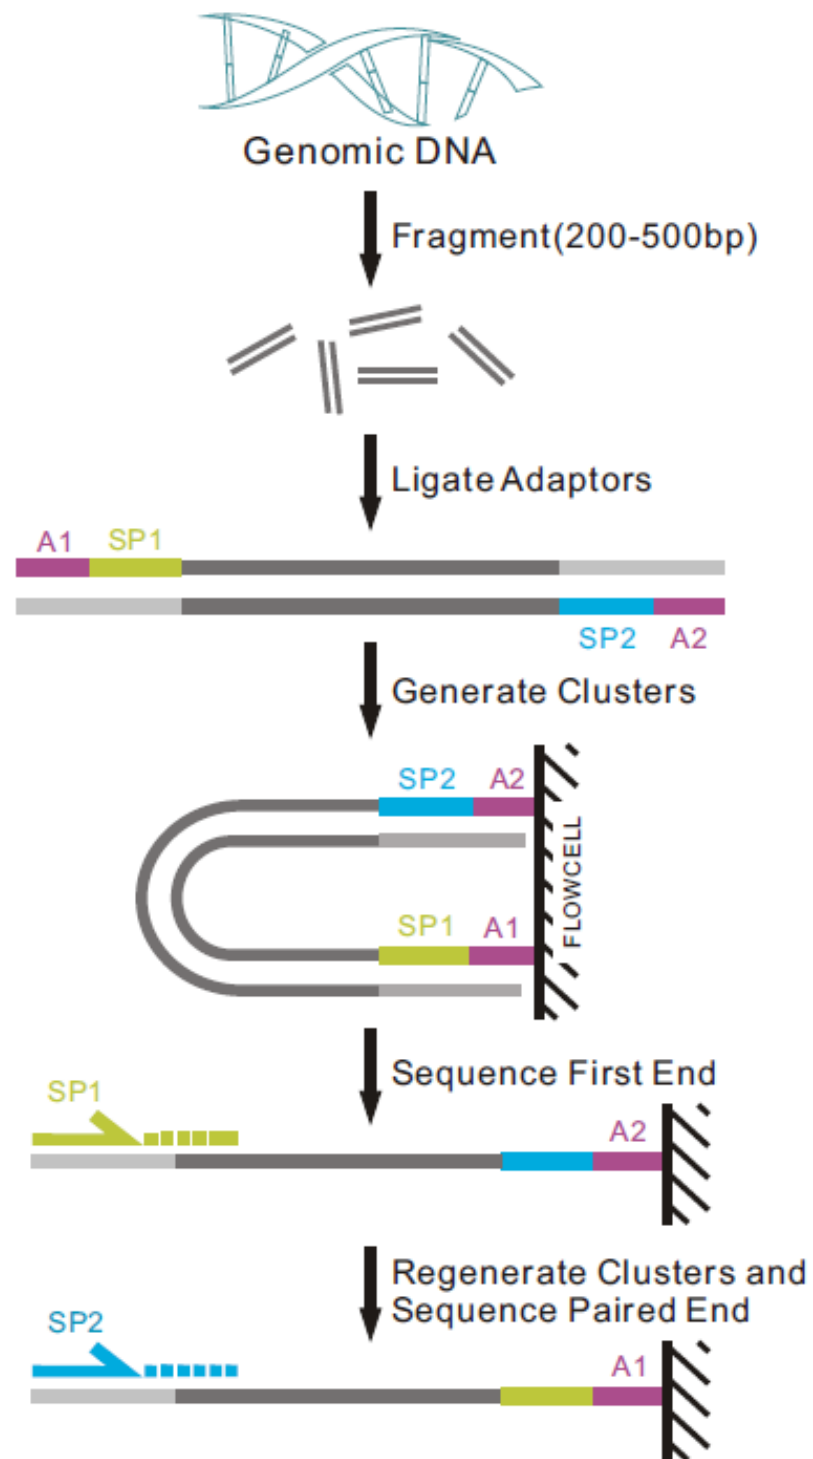 Genomic DNA
Fragment(200-500bp)
Ligate Adaptors
A1 SP1
SP2 A2
Generate Clusters
SP2 A2
FLOWCELL
SP1 A1
Sequence First End
SP1
A2
Regenerate Clusters and
Sequence Paired End
SP2
A1